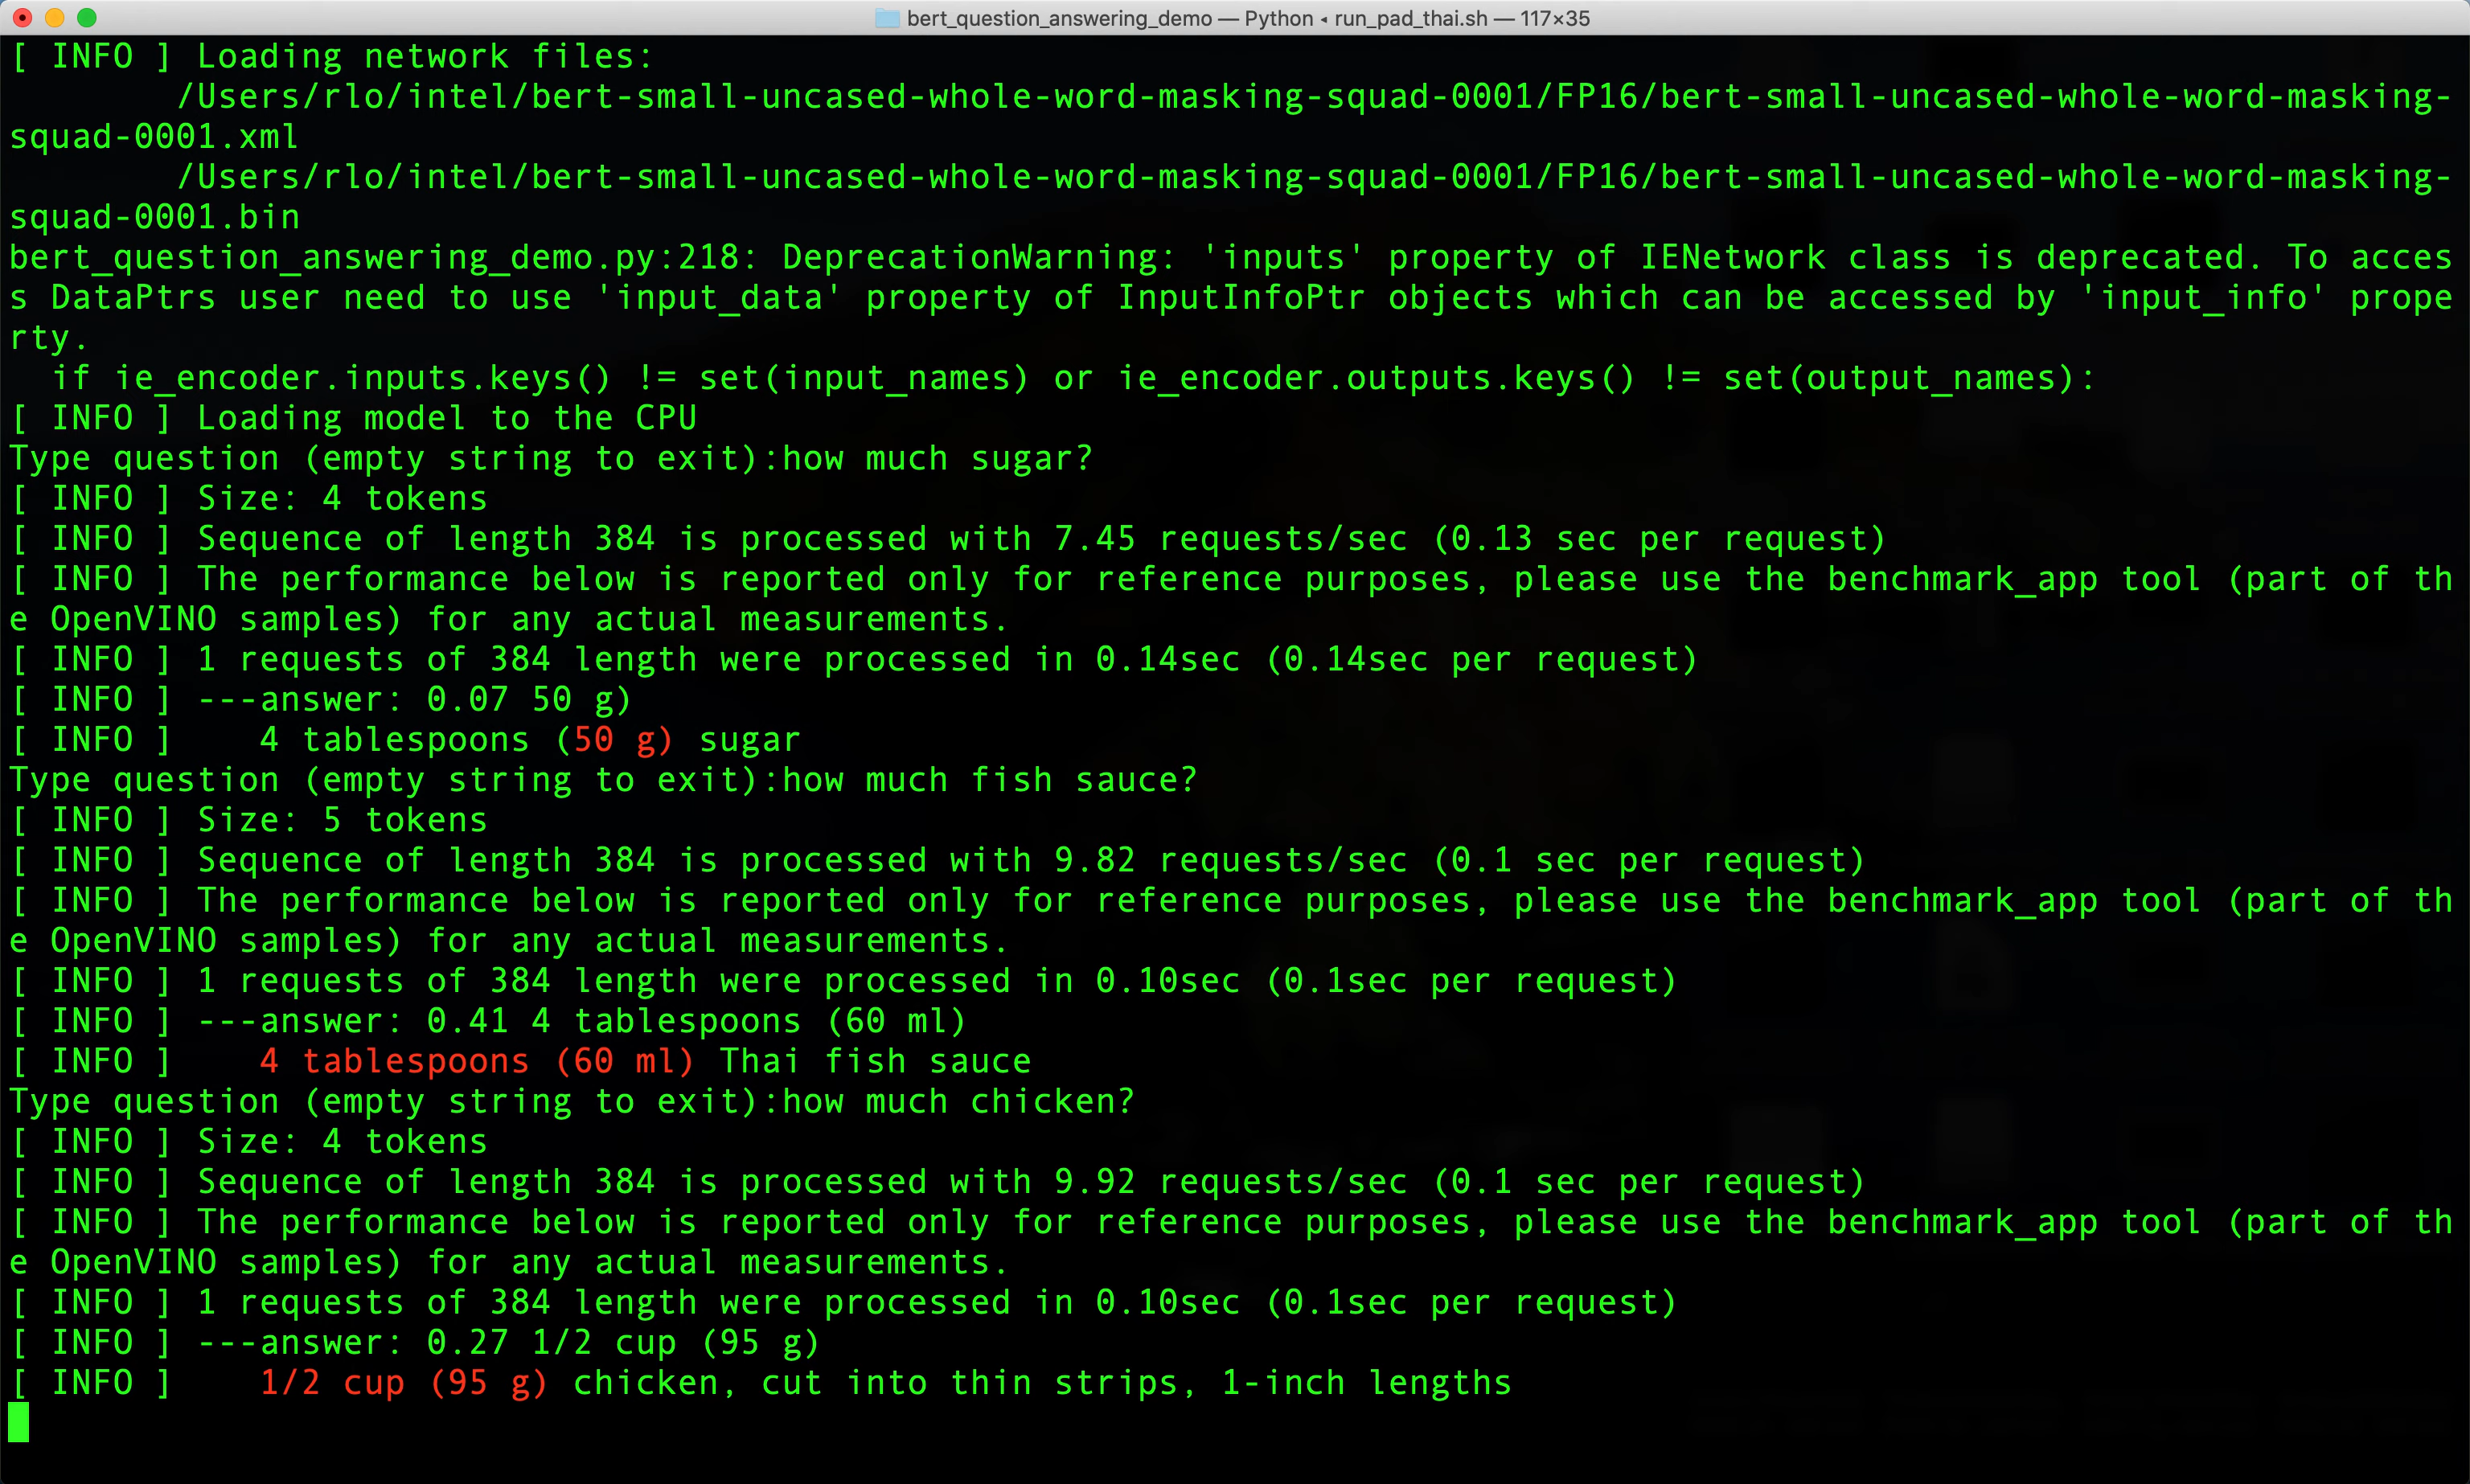 bert_question_answering_demo — Python ◂ run_pad_thai.sh — 117×35
[ INFO ] Loading network files:
        /Users/rlo/intel/bert-small-uncased-whole-word-masking-squad-0001/FP16/bert-small-uncased-whole-word-masking-
squad-0001.xml
        /Users/rlo/intel/bert-small-uncased-whole-word-masking-squad-0001/FP16/bert-small-uncased-whole-word-masking-
squad-0001.bin
bert_question_answering_demo.py:218: DeprecationWarning: 'inputs' property of IENetwork class is deprecated. To acces
s DataPtrs user need to use 'input_data' property of InputInfoPtr objects which can be accessed by 'input_info' prope
rty.
  if ie_encoder.inputs.keys() != set(input_names) or ie_encoder.outputs.keys() != set(output_names):
[ INFO ] Loading model to the CPU
Type question (empty string to exit):how much sugar?
[ INFO ] Size: 4 tokens
[ INFO ] Sequence of length 384 is processed with 7.45 requests/sec (0.13 sec per request)
[ INFO ] The performance below is reported only for reference purposes, please use the benchmark_app tool (part of th
e OpenVINO samples) for any actual measurements.
[ INFO ] 1 requests of 384 length were processed in 0.14sec (0.14sec per request)
[ INFO ] ---answer: 0.07 50 g)
[ INFO ]    4 tablespoons (50 g) sugar
Type question (empty string to exit):how much fish sauce?
[ INFO ] Size: 5 tokens
[ INFO ] Sequence of length 384 is processed with 9.82 requests/sec (0.1 sec per request)
[ INFO ] The performance below is reported only for reference purposes, please use the benchmark_app tool (part of th
e OpenVINO samples) for any actual measurements.
[ INFO ] 1 requests of 384 length were processed in 0.10sec (0.1sec per request)
[ INFO ] ---answer: 0.41 4 tablespoons (60 ml)
[ INFO ]    4 tablespoons (60 ml) Thai fish sauce
Type question (empty string to exit):how much chicken?
[ INFO ] Size: 4 tokens
[ INFO ] Sequence of length 384 is processed with 9.92 requests/sec (0.1 sec per request)
[ INFO ] The performance below is reported only for reference purposes, please use the benchmark_app tool (part of th
e OpenVINO samples) for any actual measurements.
[ INFO ] 1 requests of 384 length were processed in 0.10sec (0.1sec per request)
[ INFO ] ---answer: 0.27 1/2 cup (95 g)
[ INFO ]    1/2 cup (95 g) chicken, cut into thin strips, 1-inch lengths